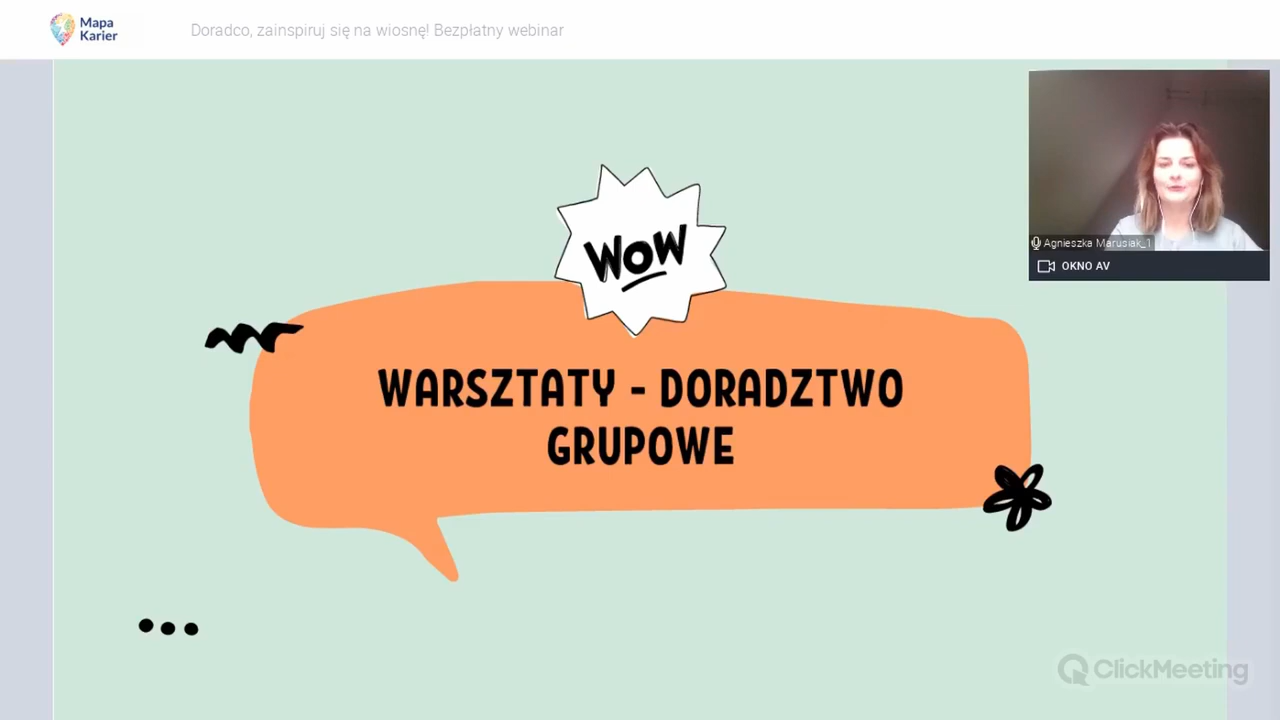 Mapa
Karier
Doradco, zainspiruj się na wiosnę! Bezpłatny webinar
WOW
WARSZTATY - DORADZTWO
GRUPOWE
Agnieszka Marusiak_1
OKNO AV
ClickMeeting